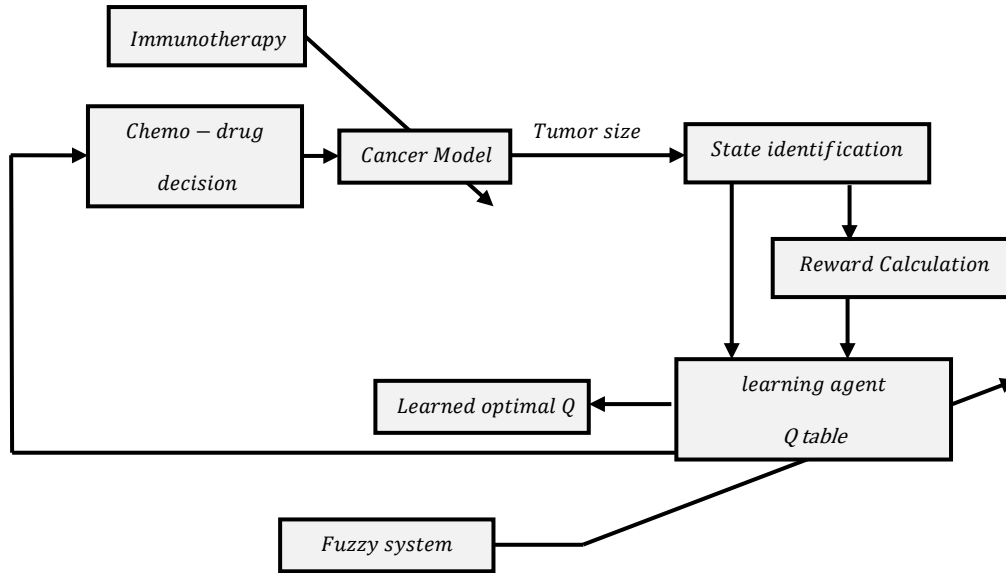 Immunotherapy
Chemo – drug
decision
Cancer Model
Tumor size
State identification
Reward Calculation
learning agent
Q table
Learned optimal Q
Fuzzy system